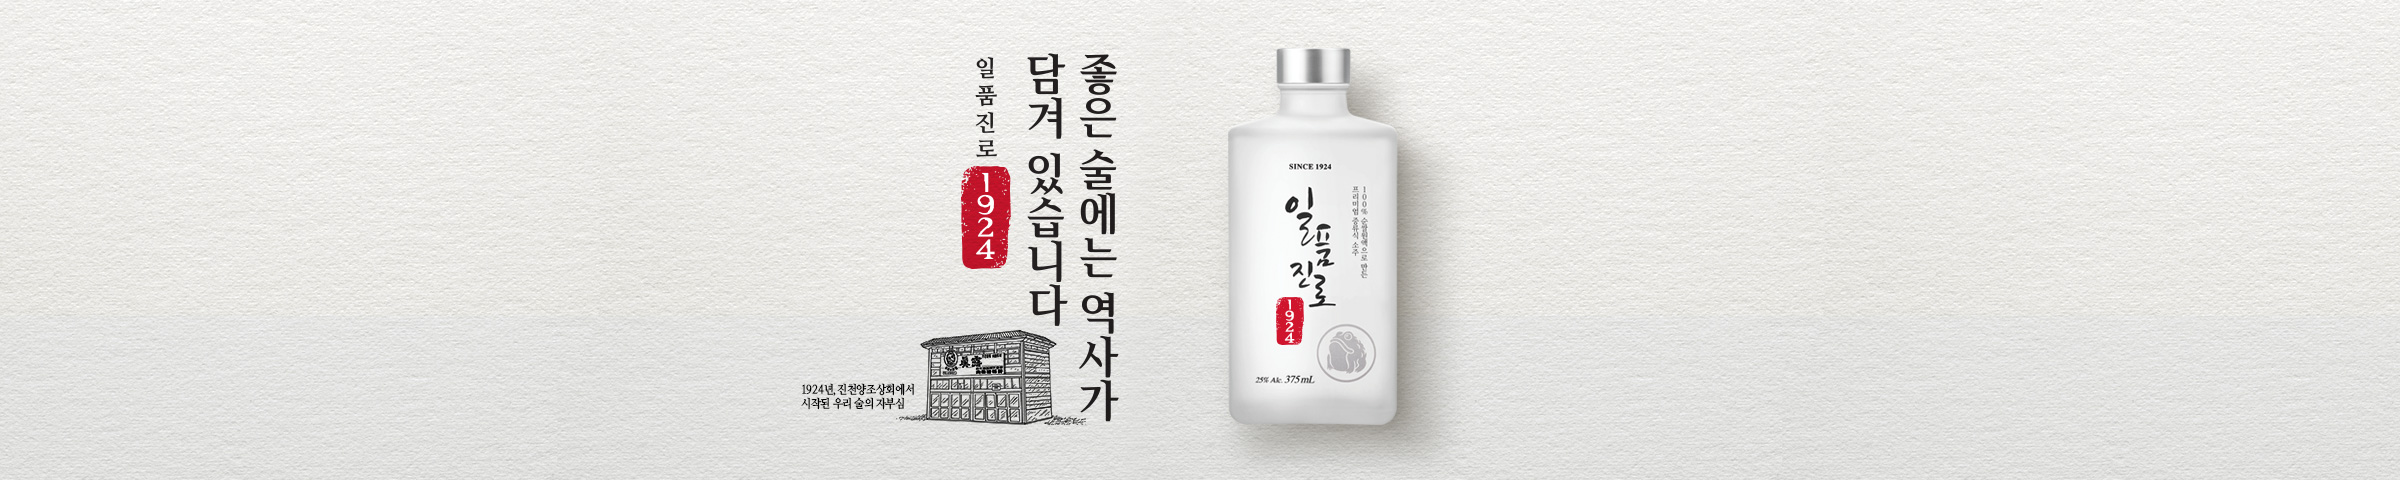 좋은 술에는 역사가
담겨 있습니다
일품진로
1924
1924년, 진천양조상회에서
시작된 우리 술의 자부심
SINCE 1924
100% 순쌀원액으로 만든
프리미엄 증류식 소주
일품
진로
1924
25% Alc. 375mL